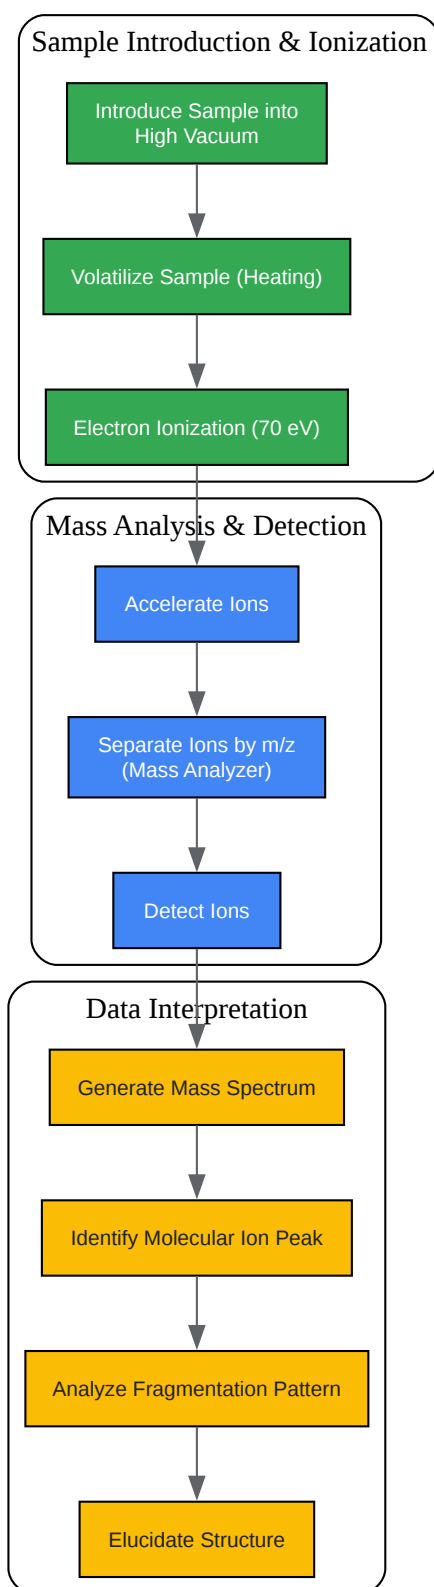 Sample Introduction & Ionization
Introduce Sample into
High Vacuum
Volatilize Sample (Heating)
Electron Ionization (70 eV)
Mass Analysis & Detection
Accelerate Ions
Separate Ions by m/z
(Mass Analyzer)
Detect Ions
Data Interpretation
Generate Mass Spectrum
Identify Molecular Ion Peak
Analyze Fragmentation Pattern
Elucidate Structure